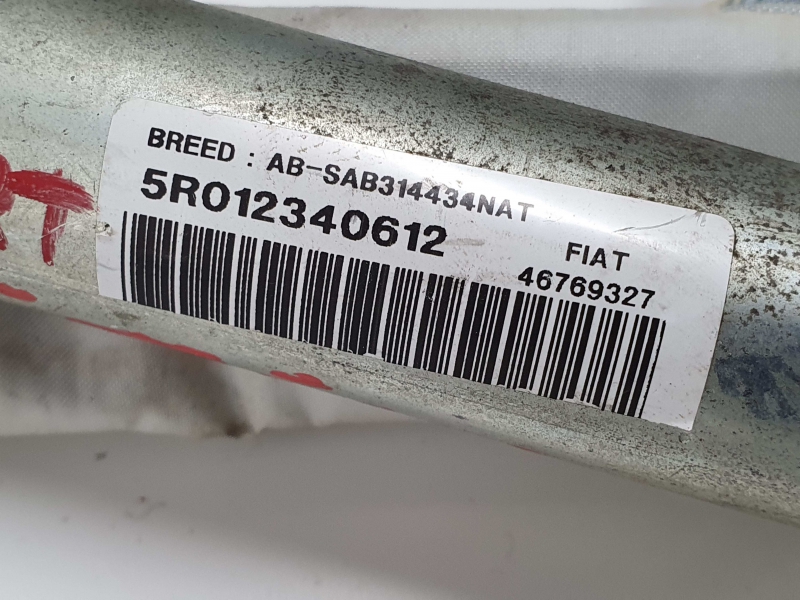 BREED : AB-SAB314434NAT
5R012340612
FIAT
46769327